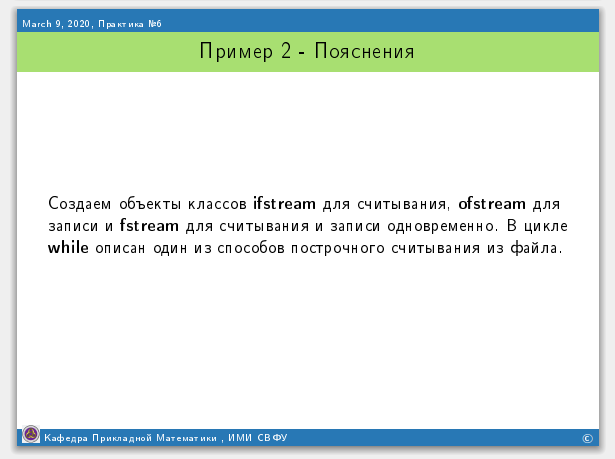 March 9, 2020, Практика №6
Пример 2 - Пояснения
Создаем объекты классов ifstream для считывания, ofstream для
записи и fstream для считывания и записи одновременно. В цикле
while описан один из способов построчного считывания из файла.
Кафедра Прикладной Математики , ИМИ СВФУ ©